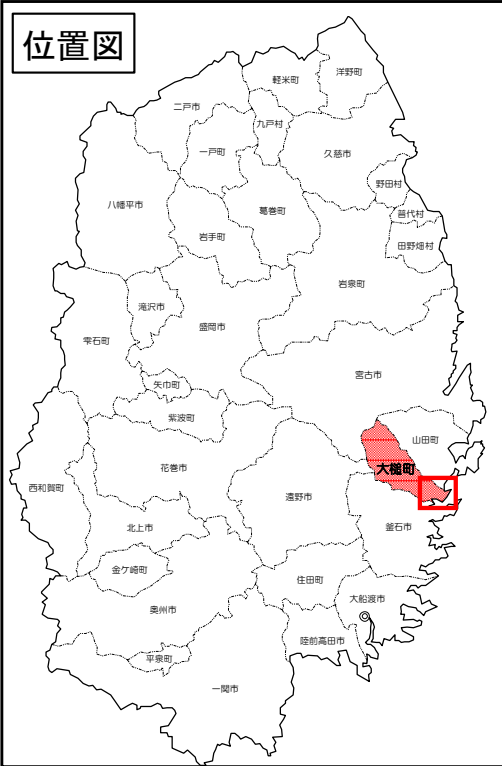 位置図
軽米町
洋野町
二戸市
九戸村
一戸町
久慈市
野田村
八幡平市
葛巻町
普代村
岩手町
田野畑村
岩泉町
滝沢市
盛岡市
雫石町
宮古市
矢巾町
紫波町
山田町
花巻市
大槌町
西和賀町
遠野市
北上市
釜石市
金ケ崎町
住田町
大船渡市
奥州市
陸前高田市
平泉町
一関市